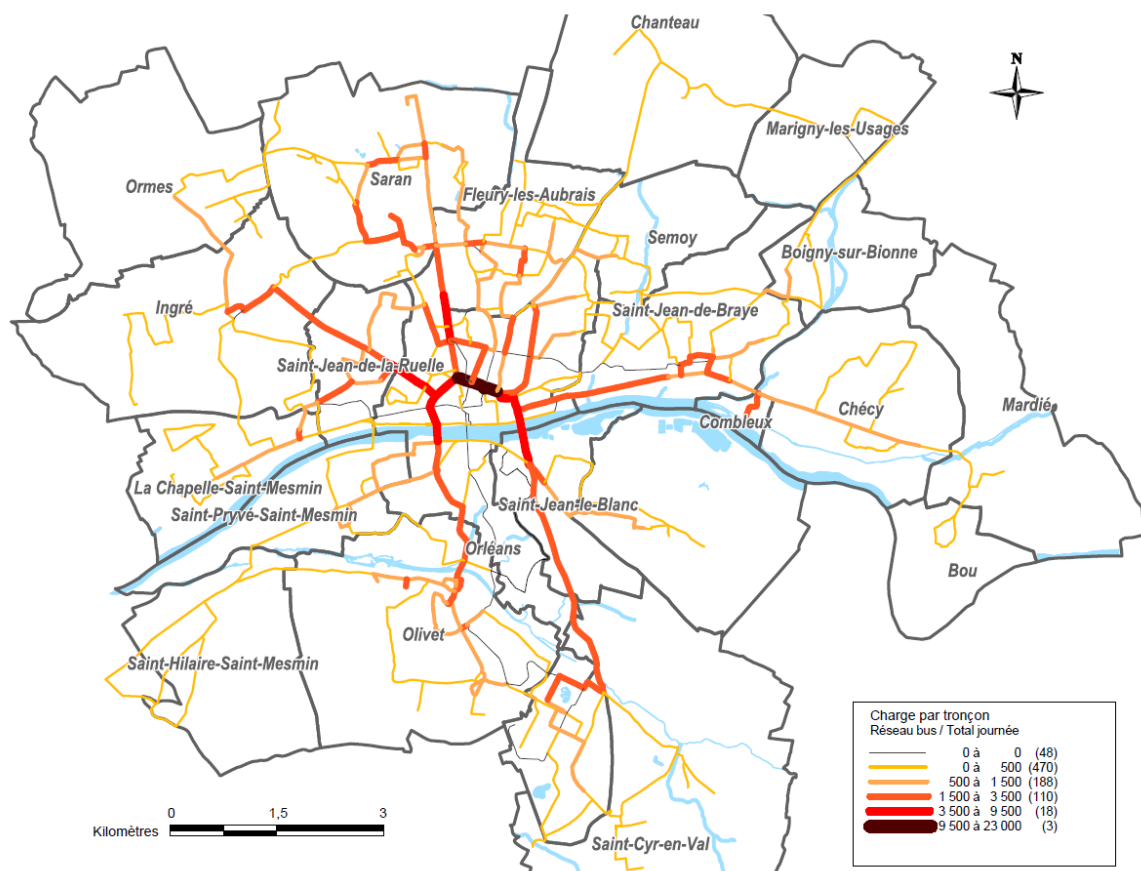 Chanteau
N
Marigny-les-Usages
Ormes
Saran
Fleury-les-Aubrais
Semoy
Boigny-sur-Bionne
Ingré
Saint-Jean-de-Braye
Saint-Jean-de-la-Ruelle
Combleux
Chécy
Mardié
La Chapelle-Saint-Mesmin
Saint-Pryvé-Saint-Mesmin
Saint-Jean-le-Blanc
Orléans
Bou
Olivet
Saint-Hilaire-Saint-Mesmin
Saint-Cyr-en-Val
0 1,5 3
Kilomètres
Charge par tronçon
Réseau bus / Total journée
0 à 0 (48)
0 à 500 (470)
500 à 1 500 (188)
1 500 à 3 500 (110)
3 500 à 9 500 (18)
9 500 à 23 000 (3)